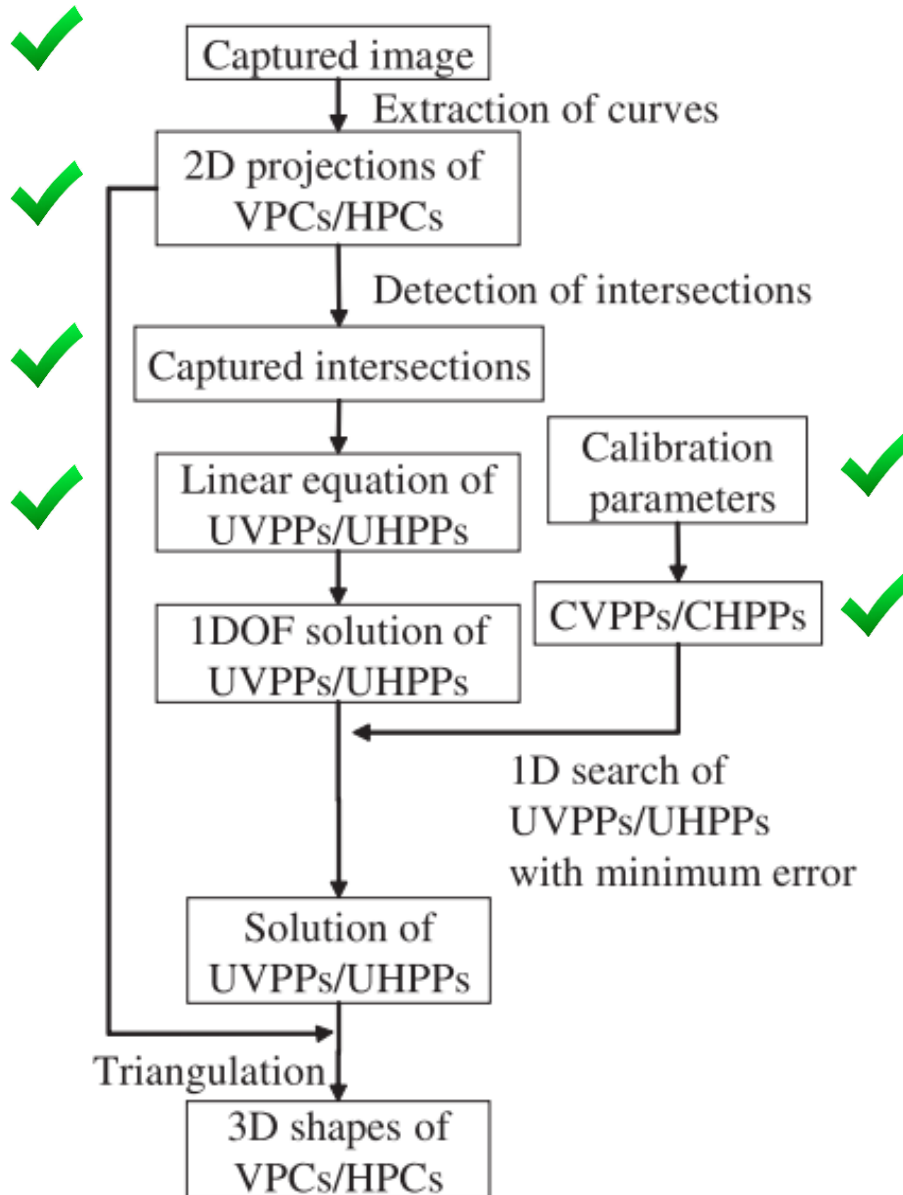 Captured image
Extraction of curves
2D projections of
VPCs/HPCs
Detection of intersections
Captured intersections
Linear equation of
UVPPs/UHPPs
Calibration
parameters
1DOF solution of
UVPPs/UHPPs
CVPPs/CHPPs
1D search of
UVPPs/UHPPs
with minimum error
Solution of
UVPPs/UHPPs
Triangulation
3D shapes of
VPCs/HPCs